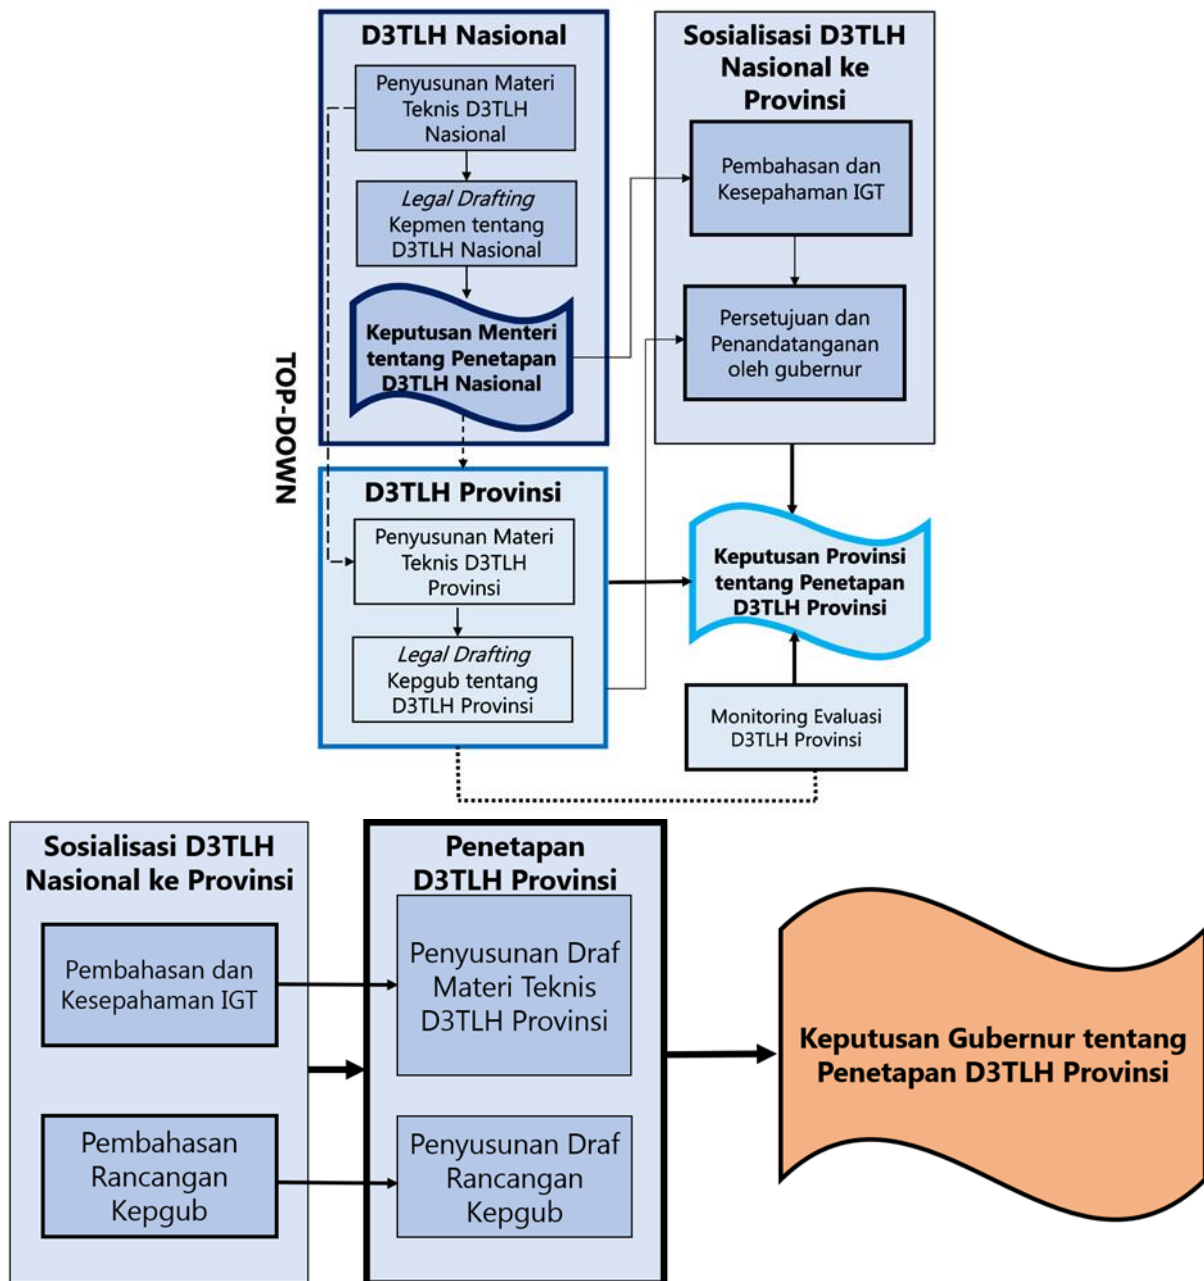 D3TLH Nasional
Penyusunan Materi
Teknis D3TLH
Nasional
Legal Drafting
Kepmen tentang
D3TLH Nasional
Keputusan Menteri
tentang Penetapan
D3TLH Nasional
TOP-DOWN
Sosialisasi D3TLH
Nasional ke
Provinsi
Pembahasan dan
Kesepahaman IGT
Persetujuan dan
Penandatanganan
oleh gubernur
D3TLH Provinsi
Penyusunan Materi
Teknis D3TLH
Provinsi
Legal Drafting
Kepgub tentang
D3TLH Provinsi
Keputusan Provinsi
tentang Penetapan
D3TLH Provinsi
Monitoring Evaluasi
D3TLH Provinsi
Sosialisasi D3TLH
Nasional ke Provinsi
Pembahasan dan
Kesepahaman IGT
Pembahasan
Rancangan
Kepgub
Penetapan
D3TLH Provinsi
Penyusunan Draf
Materi Teknis
D3TLH Provinsi
Penyusunan Draf
Rancangan
Kepgub
Keputusan Gubernur tentang
Penetapan D3TLH Provinsi